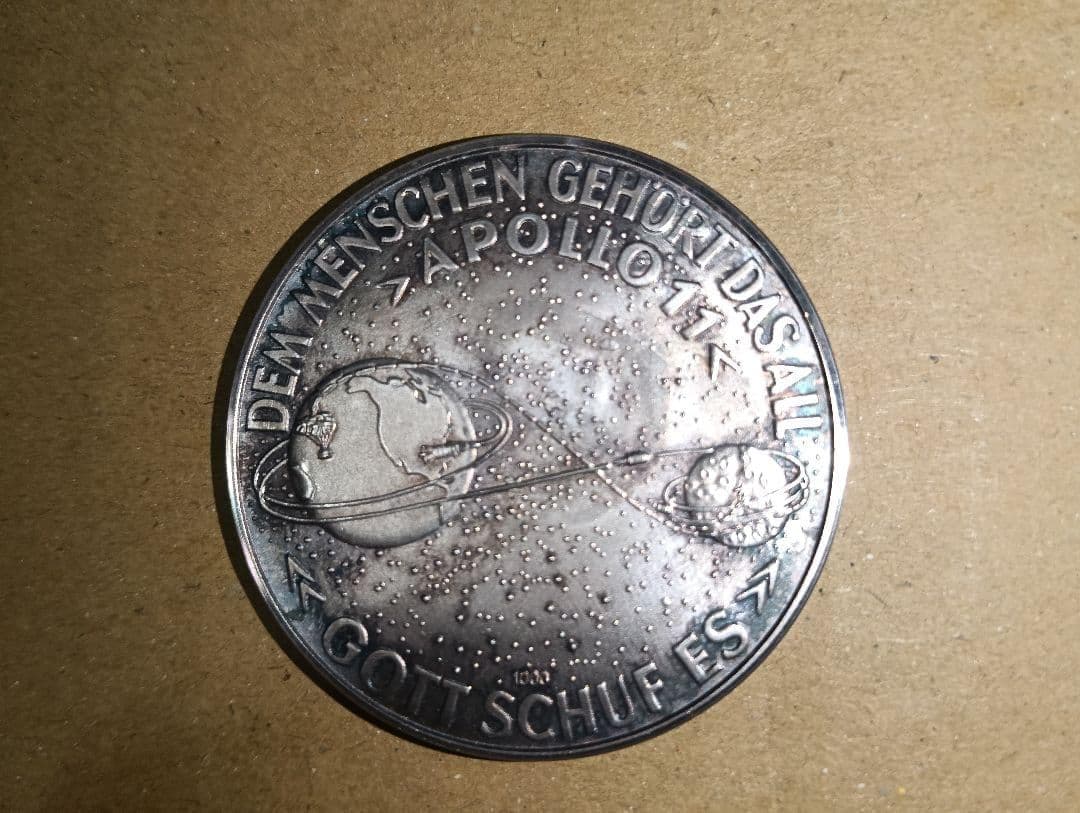 DEM MENSCHEN GEHÖRT DAS ALL
>APOLLO 11<
1000
GOTT SCHUF ES